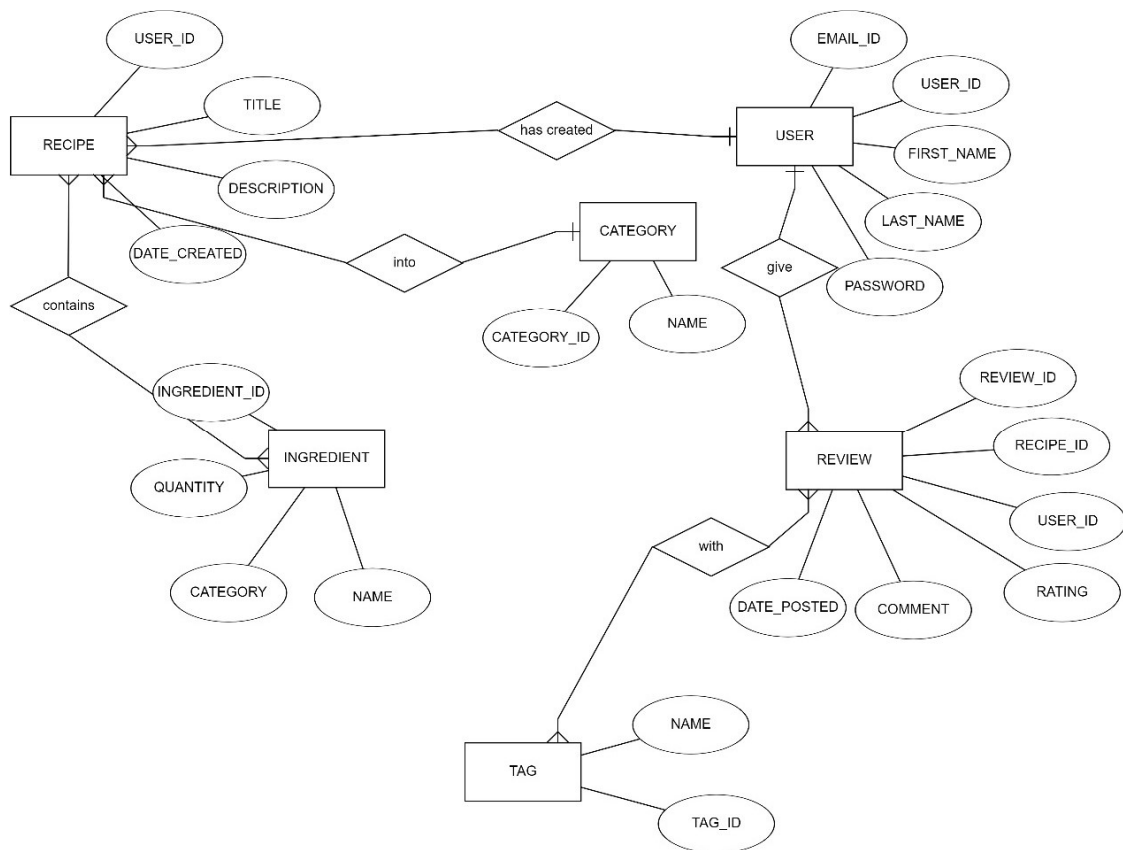 USER_ID
EMAIL_ID
USER_ID
TITLE
RECIPE
has created
USER
FIRST_NAME
DESCRIPTION
LAST_NAME
DATE_CREATED
into
CATEGORY
give
PASSWORD
contains
CATEGORY_ID
NAME
INGREDIENT_ID
REVIEW_ID
INGREDIENT
REVIEW
RECIPE_ID
QUANTITY
USER_ID
with
CATEGORY
NAME
DATE_POSTED
COMMENT
RATING
NAME
TAG
TAG_ID